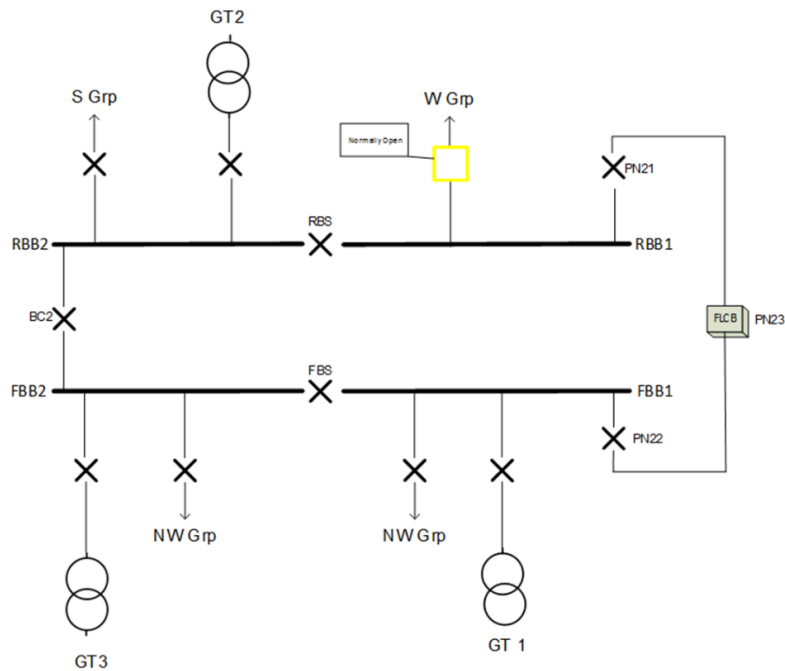 GT2
S Grp
W Grp
Normally Open
PN21
RBS
RBB2
RBB1
BC2
FLCB
PN23
FBS
FBB2
FBB1
PN22
NW Grp
NW Grp
GT 1
GT3